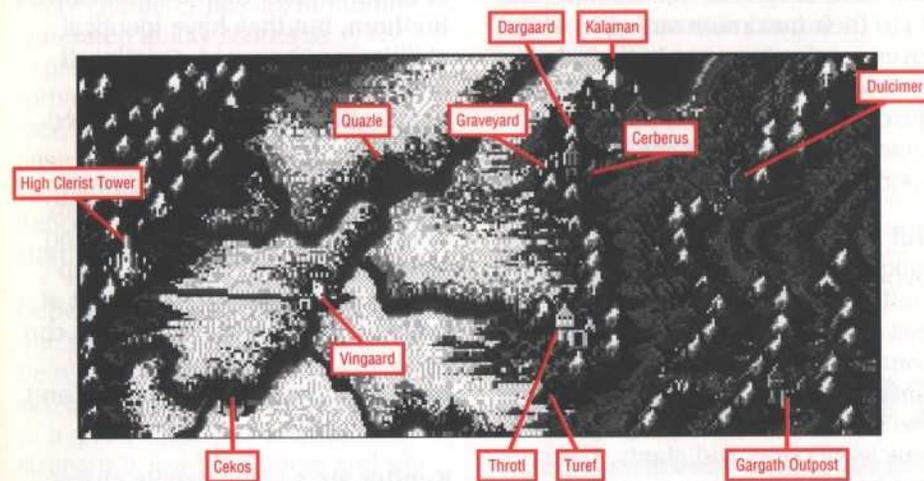 Dargaard
Kalaman
Dulcimer
Quazle
Graveyard
Cerberus
High Clerist Tower
Vingaard
Cekos
Throtl
Turef
Gargath Outpost